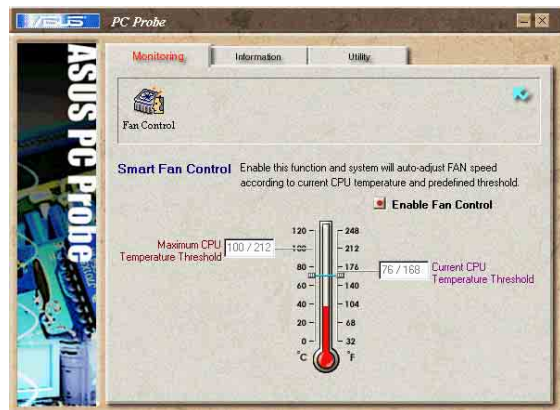 /SUS PC Probe
ASUS PC Probe
Monitoring Information Utility
Fan Control
Smart Fan Control Enable this function and system will auto-adjust FAN speed
according to current CPU temperature and predefined threshold.
Enable Fan Control
Maximum CPU
Temperature Threshold
100 / 212
Current CPU
Temperature Threshold
76 / 168
120 248
100 212
80 176
60 140
40 104
20 68
0 32
°C °F